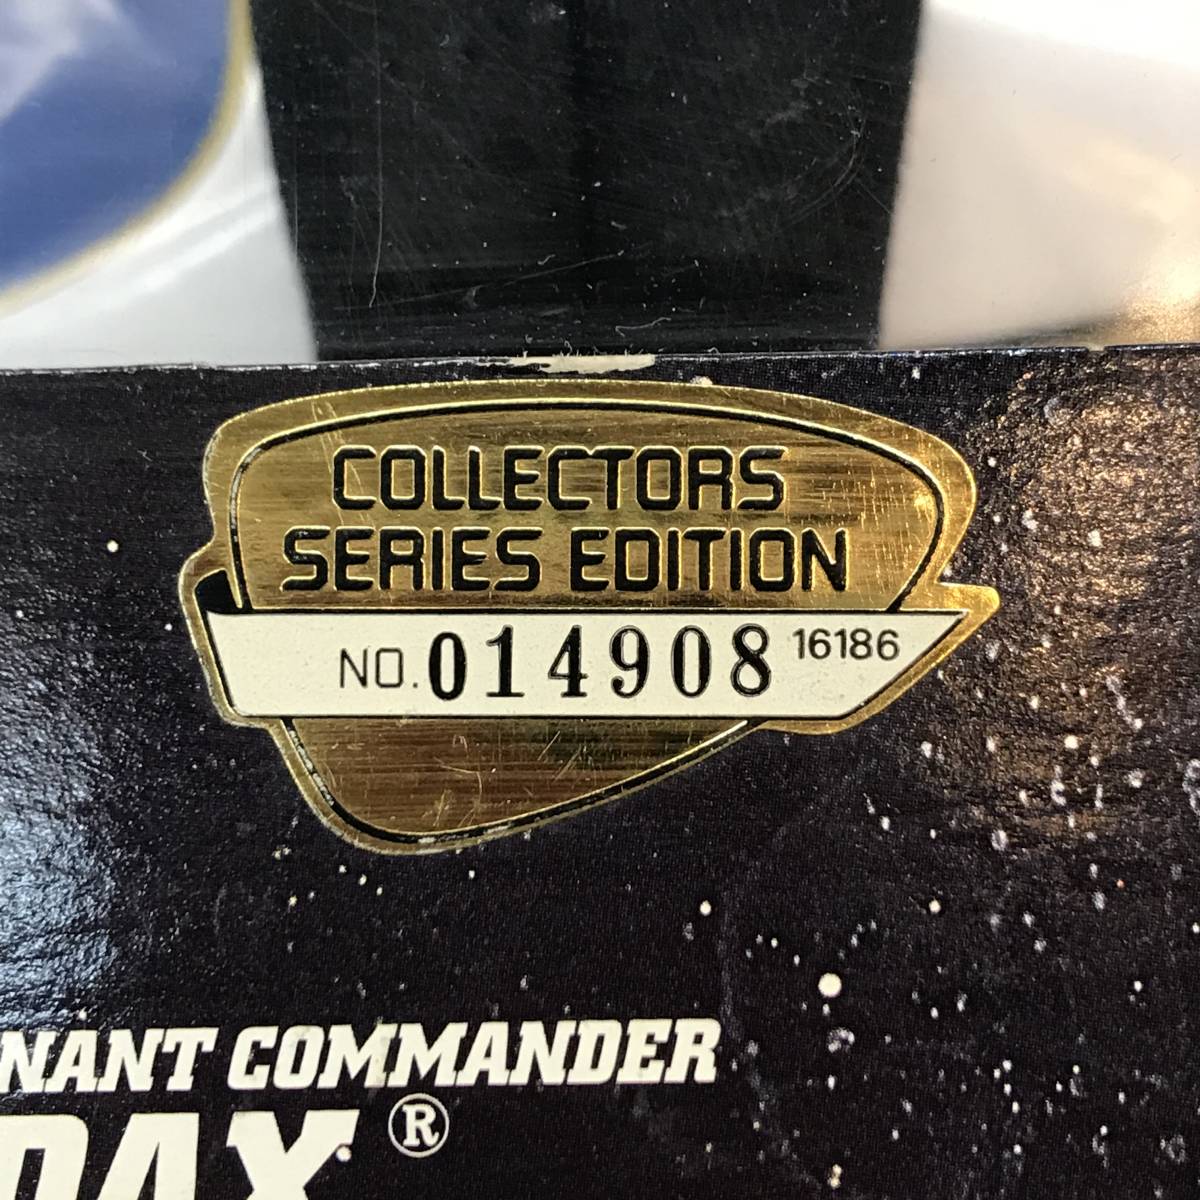 COLLECTORS
SERIES EDITION
NO. 014908 16186
NANT COMMANDER
DAX®